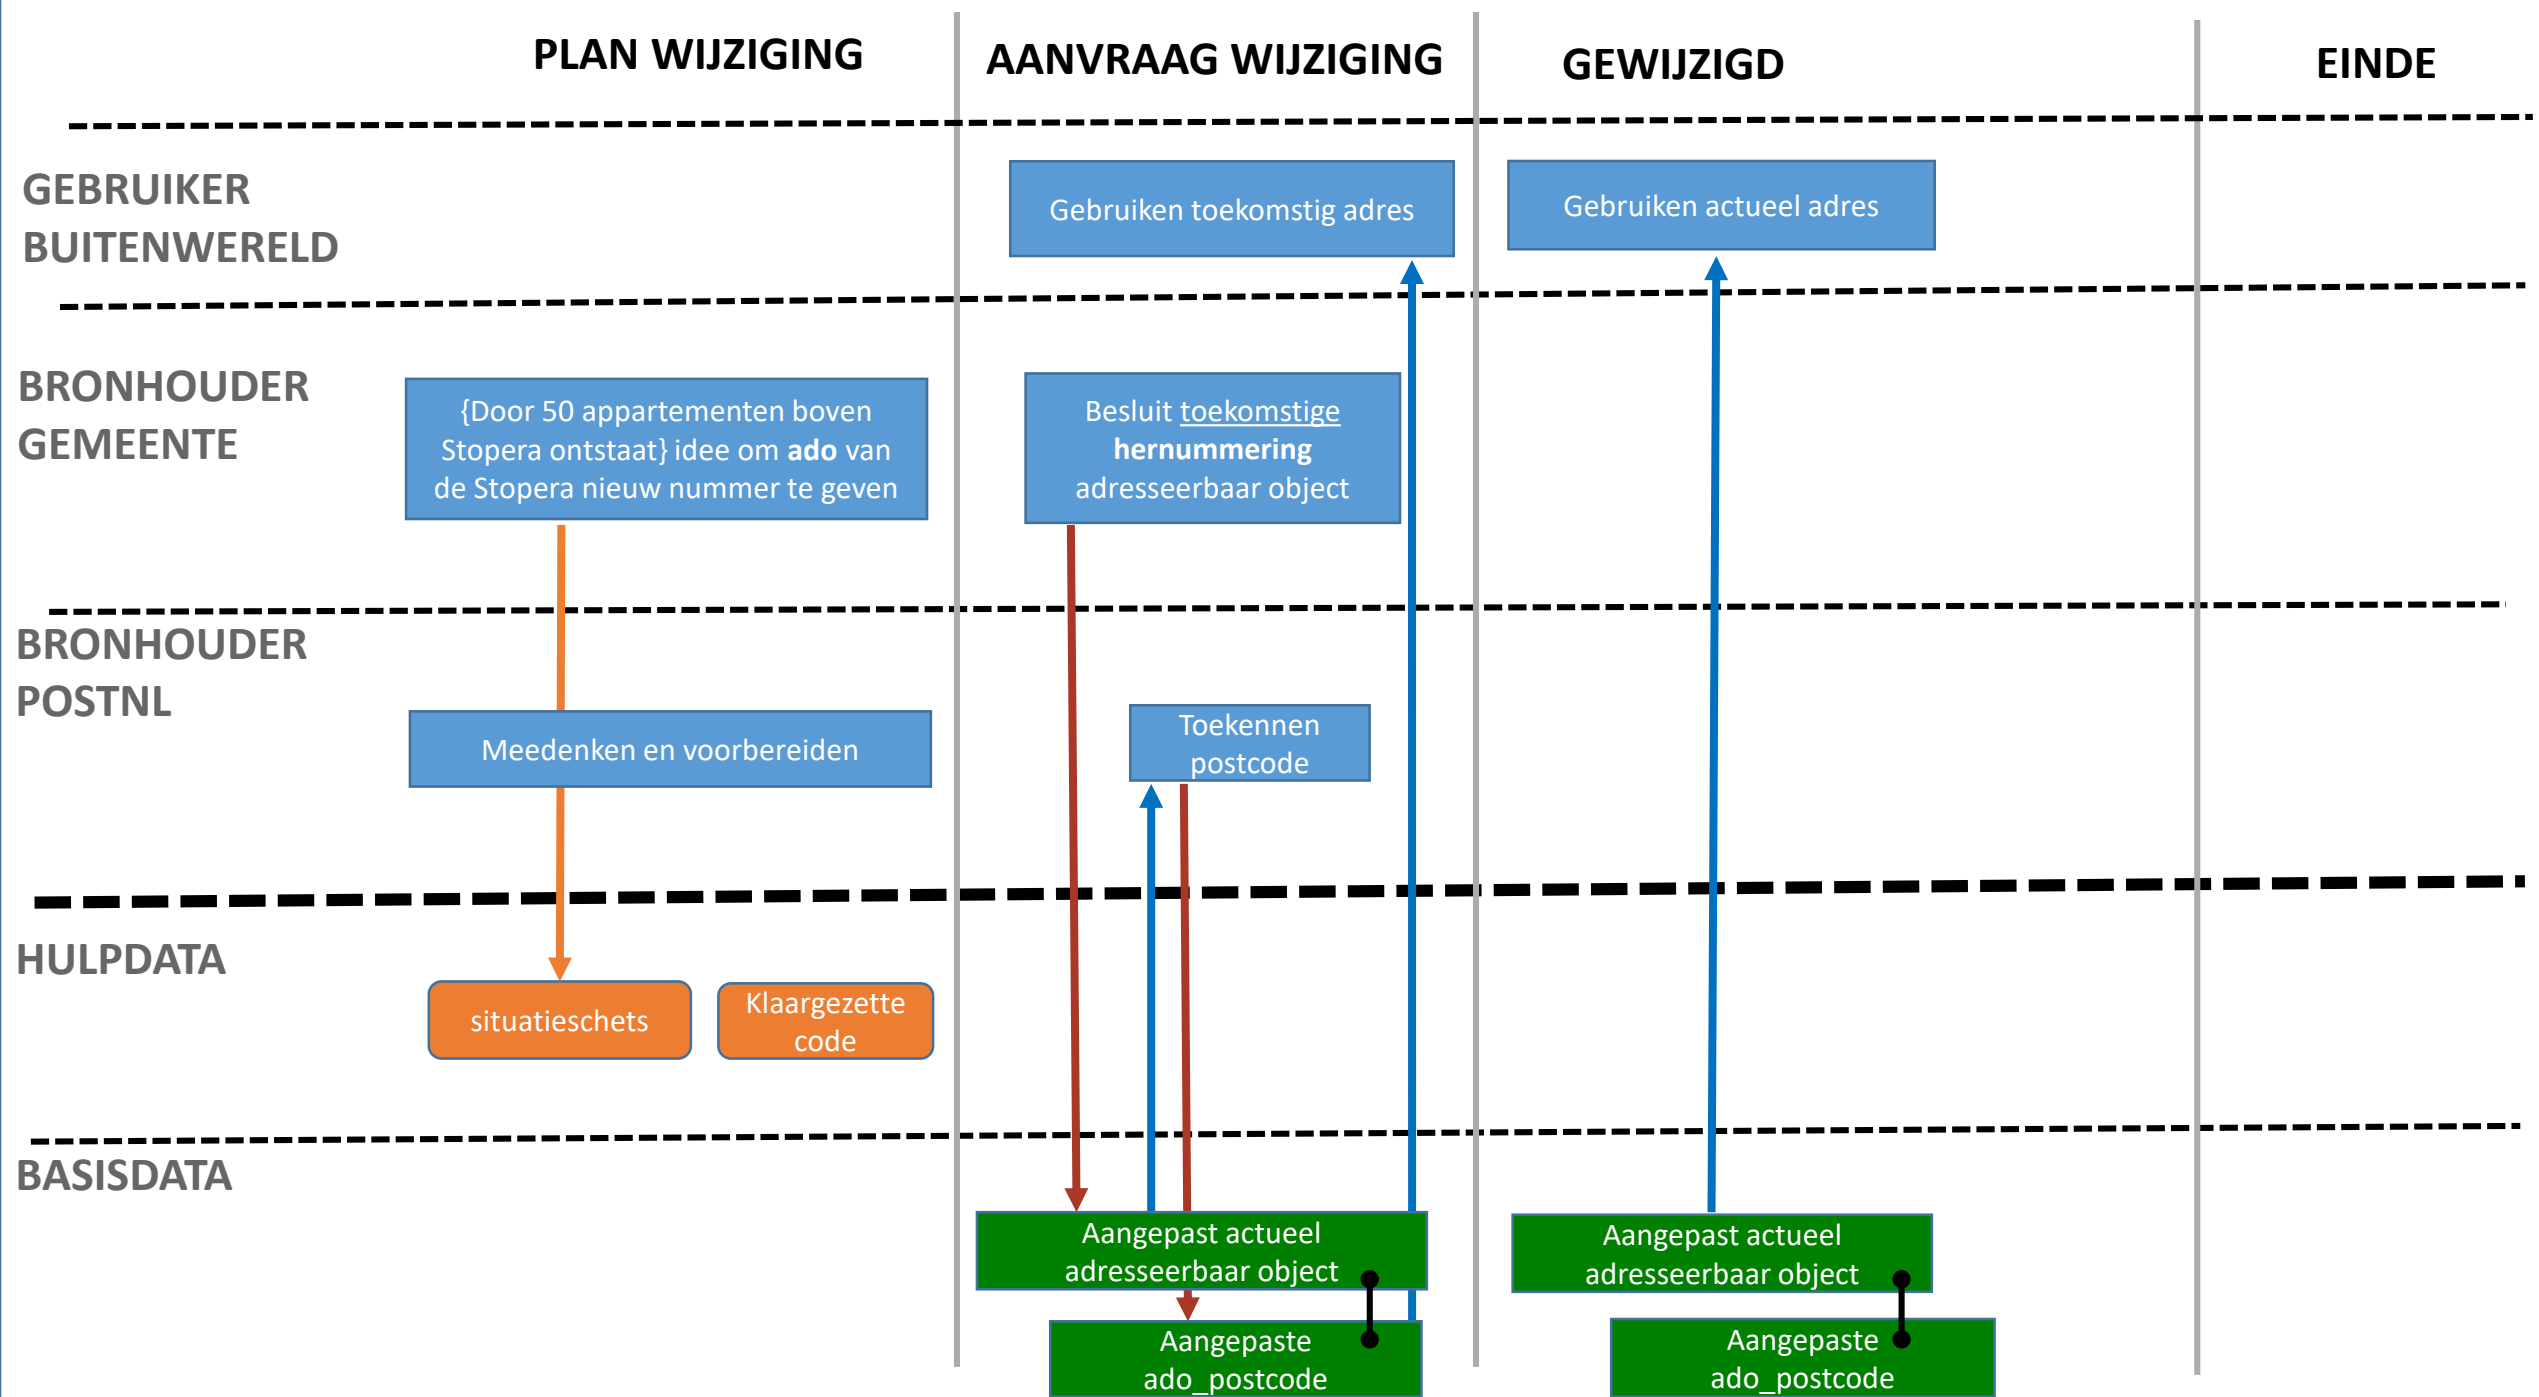 PLAN WIJZIGING
AANVRAAG WIJZIGING
GEWIJZIGD
EINDE
GEBRUIKER
BUITENWERELD
Gebruiken toekomstig adres
Gebruiken actueel adres
BRONHOUDER
GEMEENTE
{Door 50 appartementen boven
Stopera ontstaat} idee om ado van
de Stopera nieuw nummer te geven
Besluit toekomstige
hernummering
adresseerbaar object
BRONHOUDER
POSTNL
Meedenken en voorbereiden
Toekennen
postcode
HULPDATA
situatieschets
Klaargezette
code
BASISDATA
Aangepast actueel
adresseerbaar object
Aangepaste
ado_postcode
Aangepast actueel
adresseerbaar object
Aangepaste
ado_postcode